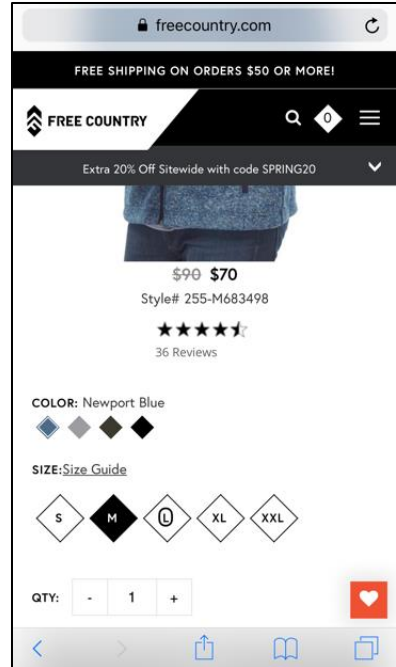 freecountry.com
FREE SHIPPING ON ORDERS $50 OR MORE!
FREE COUNTRY
0
Extra 20% Off Sitewide with code SPRING20
$90 $70
Style# 255-M683498
36 Reviews
COLOR: Newport Blue
SIZE:Size Guide
S M L XL XXL
QTY: - 1 +